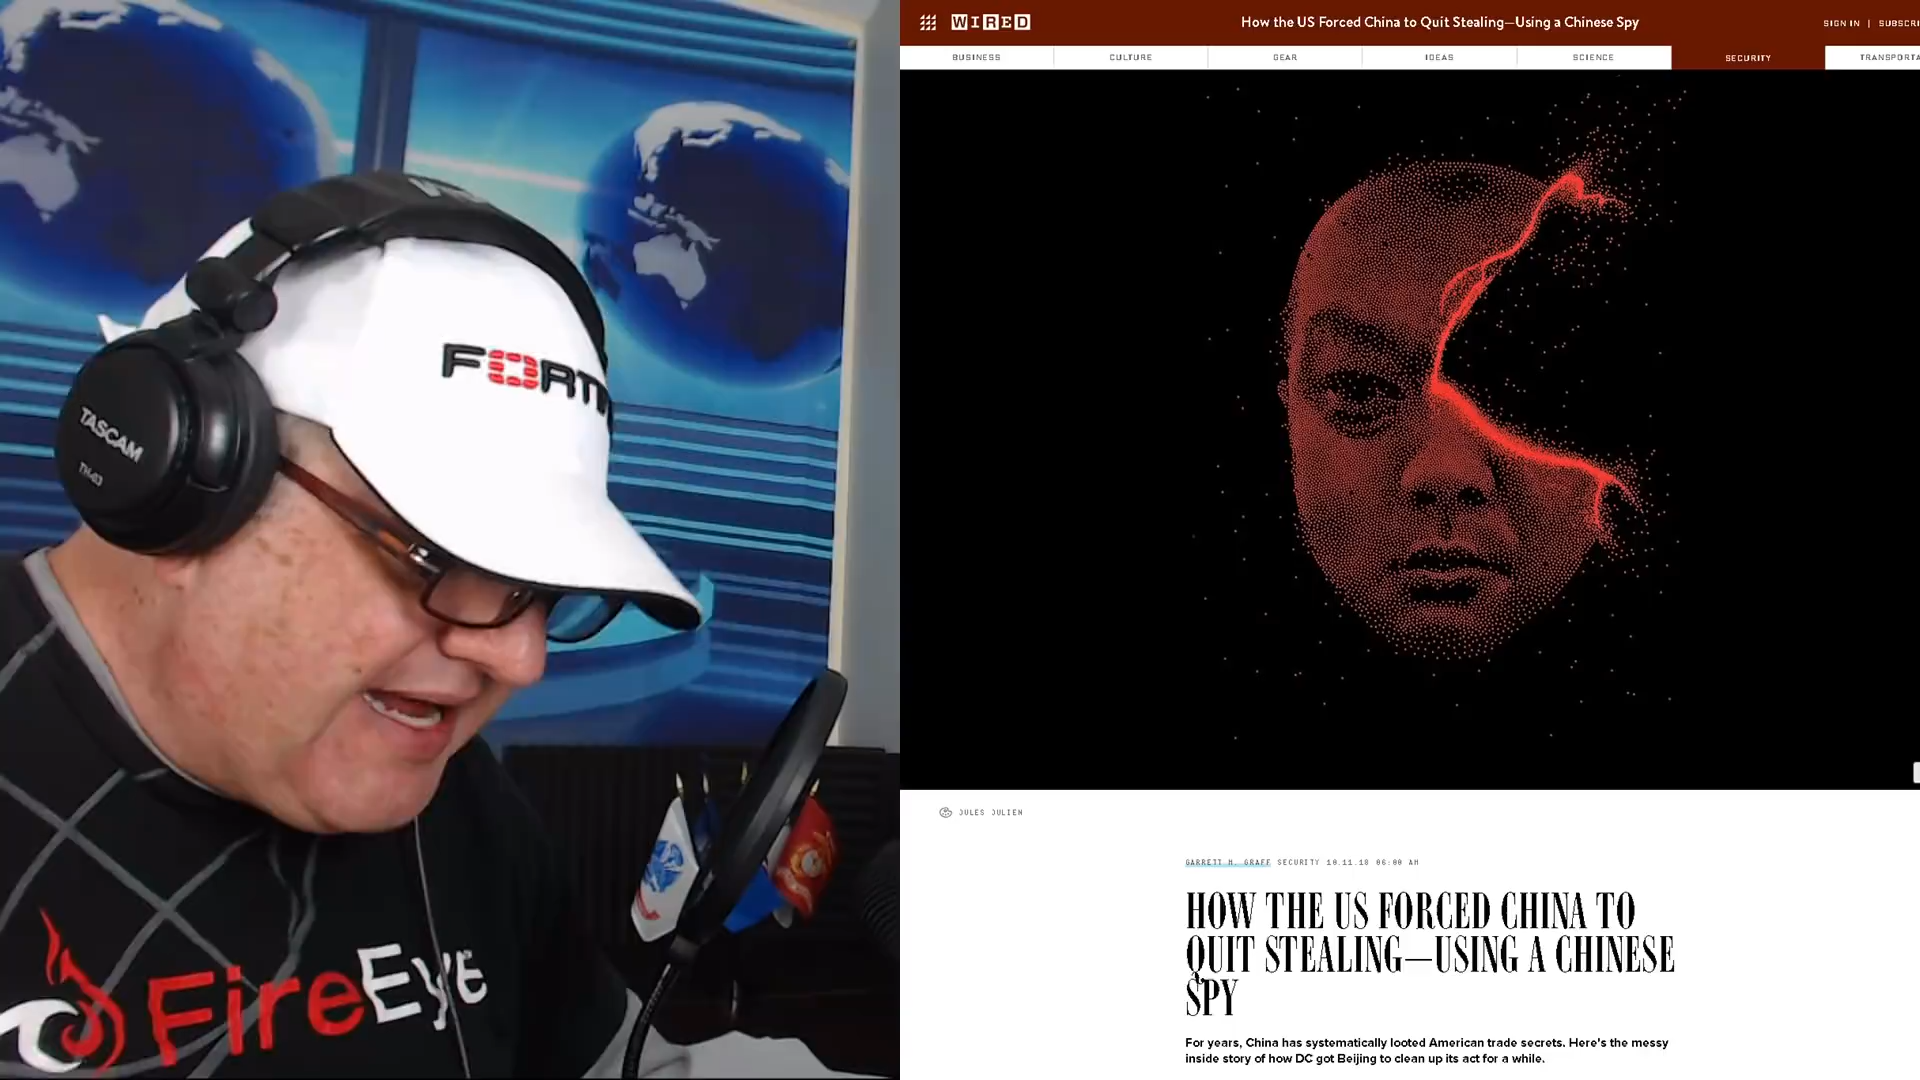 TASCAM
TH-03
FORTI
FireEye
WIRED
How the US Forced China to Quit Stealing—Using a Chinese Spy
SIGN IN | SUBSCRI
BUSINESS
CULTURE
GEAR
IDEAS
SCIENCE
SECURITY
TRANSPORTA
JULES JULIEN
GARRETT M. GRAFF SECURITY 10.11.18 06:00 AM
HOW THE US FORCED CHINA TO
QUIT STEALING—USING A CHINESE
SPY
For years, China has systematically looted American trade secrets. Here's the messy
inside story of how DC got Beijing to clean up its act for a while.